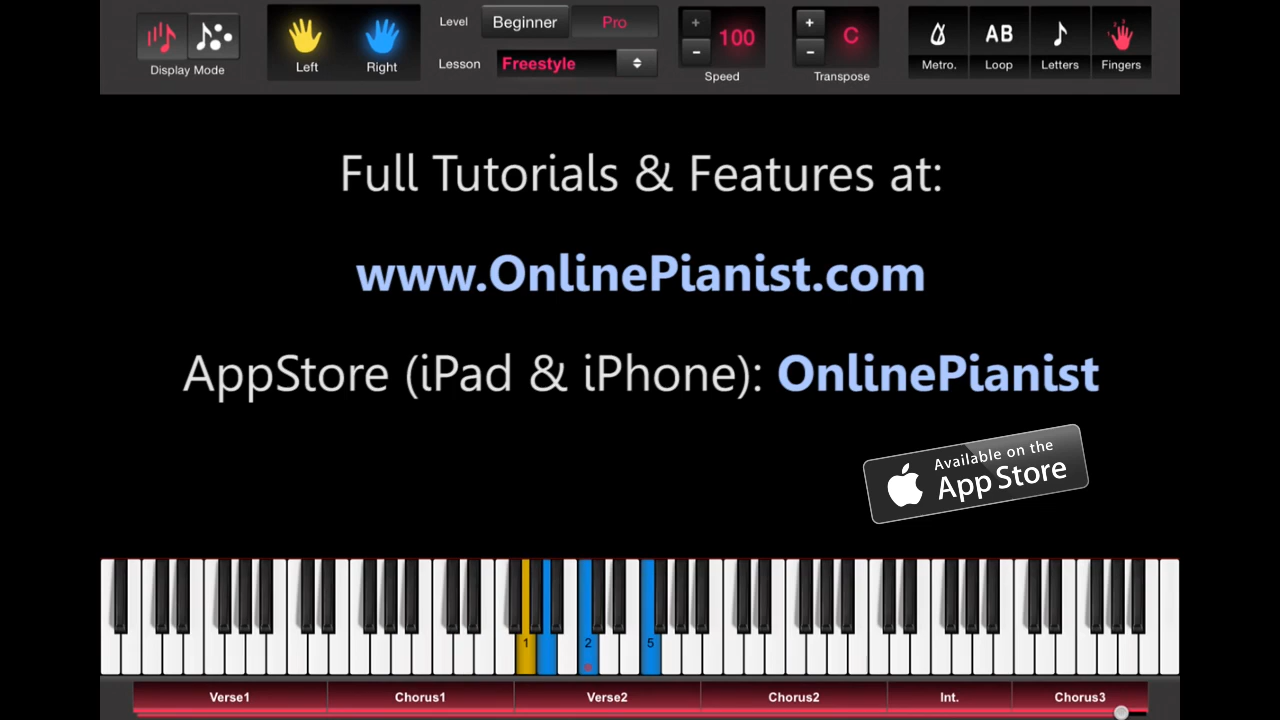 Level Beginner Pro
+ 100
+ C
AB
Display Mode
Left Right
Lesson Freestyle
-
Speed
-
Transpose
Metro. Loop Letters Fingers
Full Tutorials & Features at:
www.OnlinePianist.com
AppStore (iPad & iPhone): OnlinePianist
Available on the
App Store
1 2 5
Verse1 Chorus1 Verse2 Chorus2 Int. Chorus3